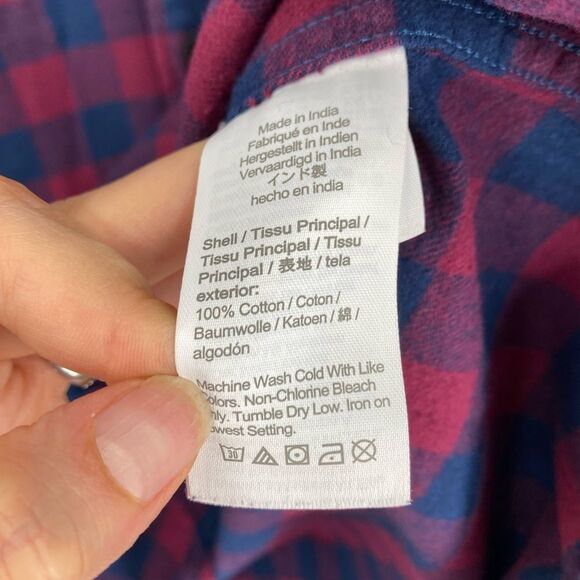 Made in India
Fabriqué en Inde
Hergestellt in Indien
Vervaardigd in India
インド製
hecho en india
Shell / Tissu Principal /
Tissu Principal / Tissu
Principal / 表地 / tela
exterior:
100% Cotton / Coton /
Baumwolle / Katoen / 綿 /
algodón
Machine Wash Cold With Like
Colors. Non-Chlorine Bleach
Only. Tumble Dry Low. Iron on
Lowest Setting.
30